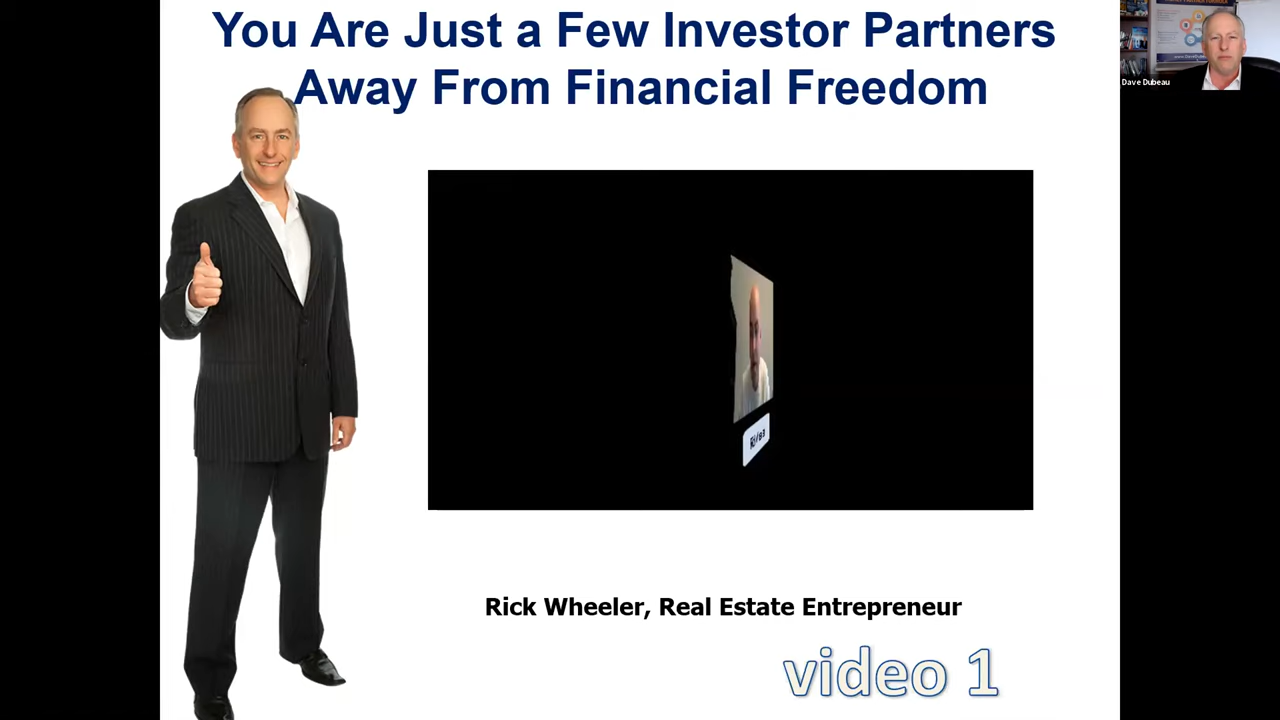 You Are Just a Few Investor Partners
Away From Financial Freedom
Dave Dubeau
Rick Wheeler, Real Estate Entrepreneur
video 1